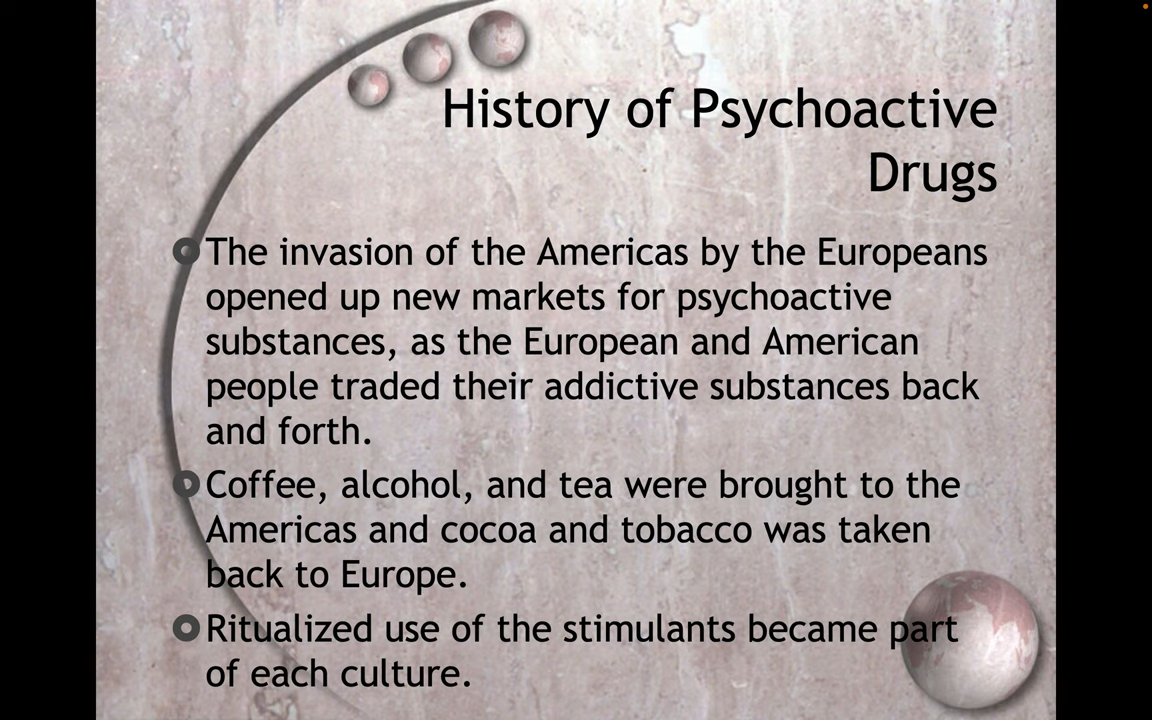 History of Psychoactive
Drugs
The invasion of the Americas by the Europeans
opened up new markets for psychoactive
substances, as the European and American
people traded their addictive substances back
and forth.
Coffee, alcohol, and tea were brought to the
Americas and cocoa and tobacco was taken
back to Europe.
Ritualized use of the stimulants became part
of each culture.